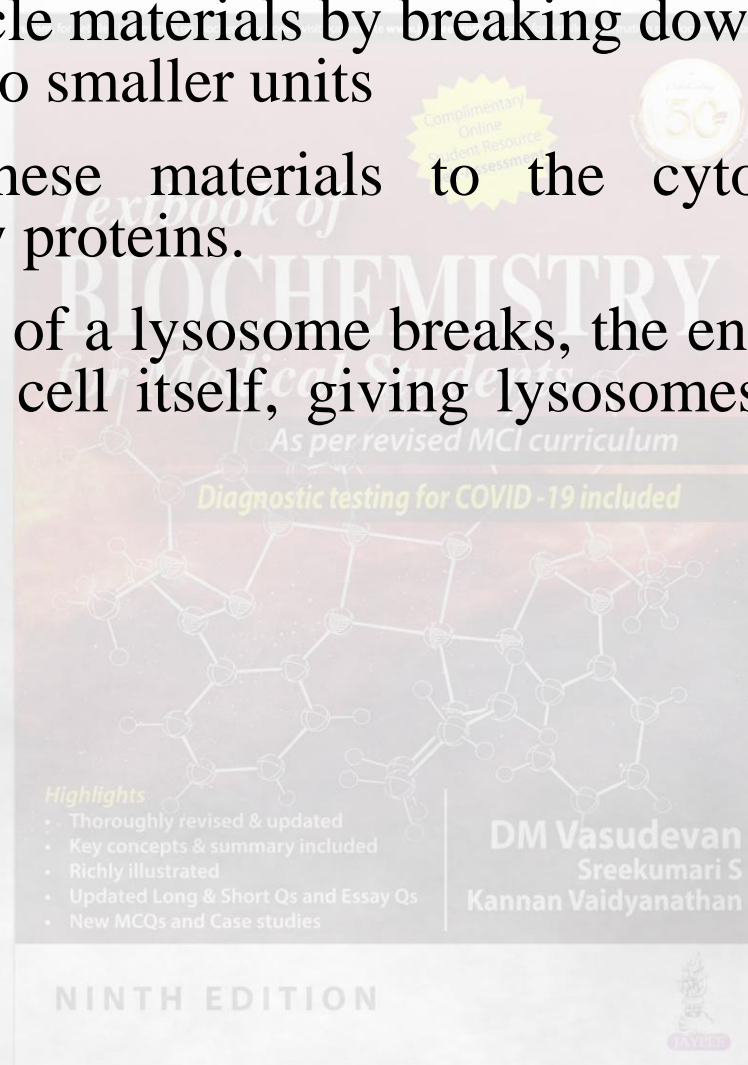 cle materials by breaking dow
o smaller units
Complimentary
Online
Student Resource
Assessment
50
hese materials to the cyto
Textbook of
y proteins.
BIOCHEMISTRY
of a lysosome breaks, the en
for Medical Students
cell itself, giving lysosomes
As per revised MCI curriculum
Diagnostic testing for COVID -19 included
Highlights
• Thoroughly revised & updated
• Key concepts & summary included
• Richly illustrated
• Updated Long & Short Qs and Essay Qs
• New MCQs and Case studies
DM Vasudevan
Sreekumari S
Kannan Vaidyanathan
NINTH EDITION
JAYPEE